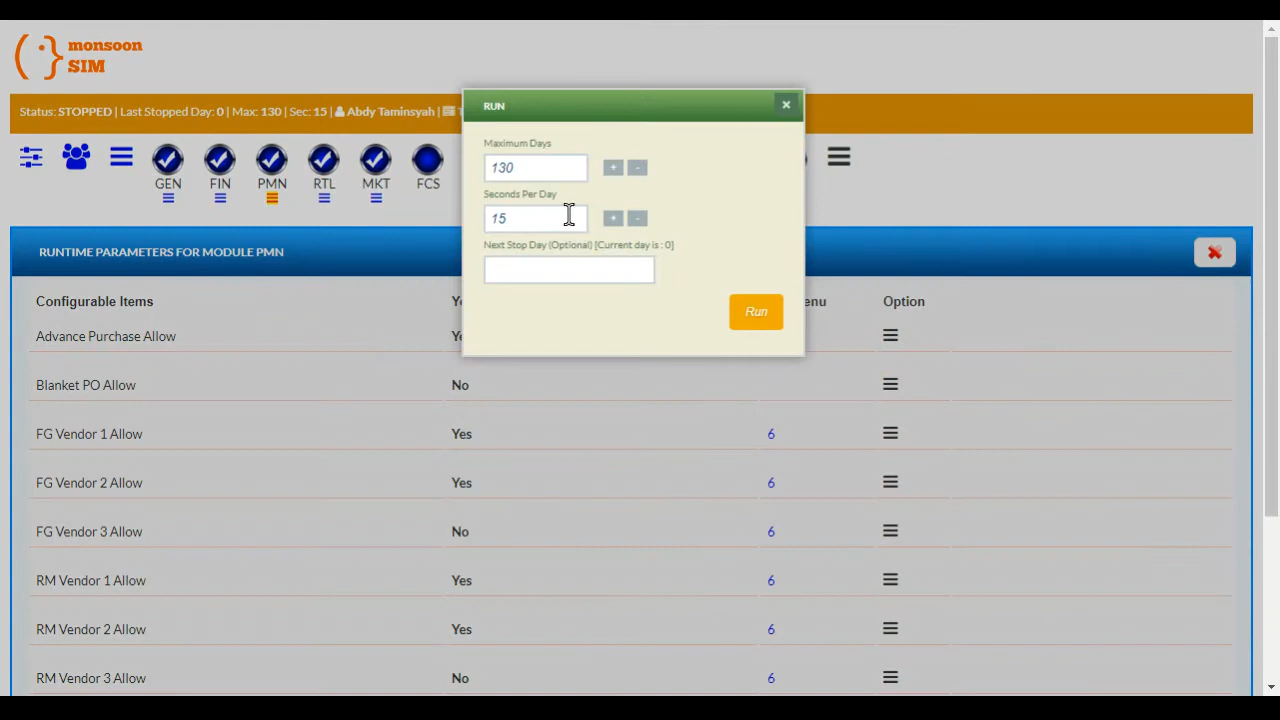 monsoon
SIM
Status: STOPPED | Last Stopped Day: 0 | Max: 130 | Sec: 15 | Abdy Taminsyah |
GEN
FIN
PMN
RTL
MKT
FCS
RUN
Maximum Days
130
+ -
Seconds Per Day
15
+ -
Next Stop Day (Optional) [Current day is : 0]
Run
RUNTIME PARAMETERS FOR MODULE PMN
Configurable Items
Option
Advance Purchase Allow
Blanket PO Allow No
FG Vendor 1 Allow Yes 6
FG Vendor 2 Allow Yes 6
FG Vendor 3 Allow No 6
RM Vendor 1 Allow Yes 6
RM Vendor 2 Allow Yes 6
RM Vendor 3 Allow No 6